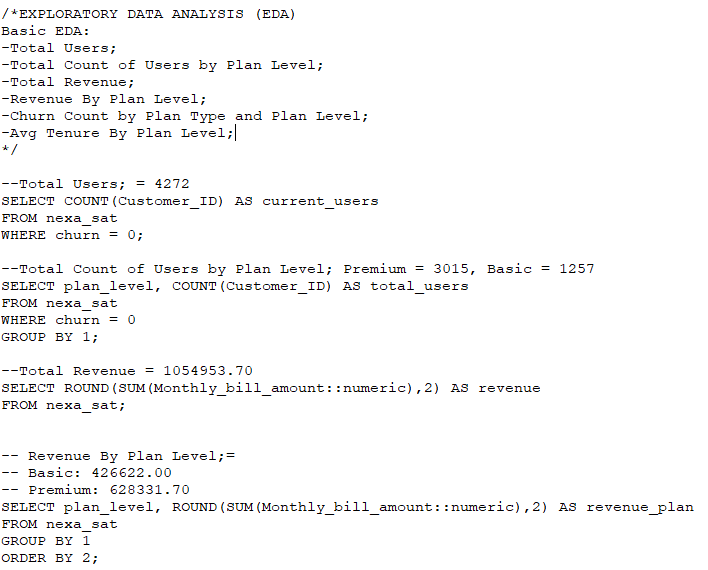 /*EXPLORATORY DATA ANALYSIS (EDA)
Basic EDA:
-Total Users;
-Total Count of Users by Plan Level;
-Total Revenue;
-Revenue By Plan Level;
-Churn Count by Plan Type and Plan Level;
-Avg Tenure By Plan Level;
*/
--Total Users; = 4272
SELECT COUNT(Customer_ID) AS current_users
FROM nexa_sat
WHERE churn = 0;
--Total Count of Users by Plan Level; Premium = 3015, Basic = 1257
SELECT plan_level, COUNT(Customer_ID) AS total_users
FROM nexa_sat
WHERE churn = 0
GROUP BY 1;
--Total Revenue = 1054953.70
SELECT ROUND(SUM(Monthly_bill_amount::numeric),2) AS revenue
FROM nexa_sat;
-- Revenue By Plan Level;=
-- Basic: 426622.00
-- Premium: 628331.70
SELECT plan_level, ROUND(SUM(Monthly_bill_amount::numeric),2) AS revenue_plan
FROM nexa_sat
GROUP BY 1
ORDER BY 2;